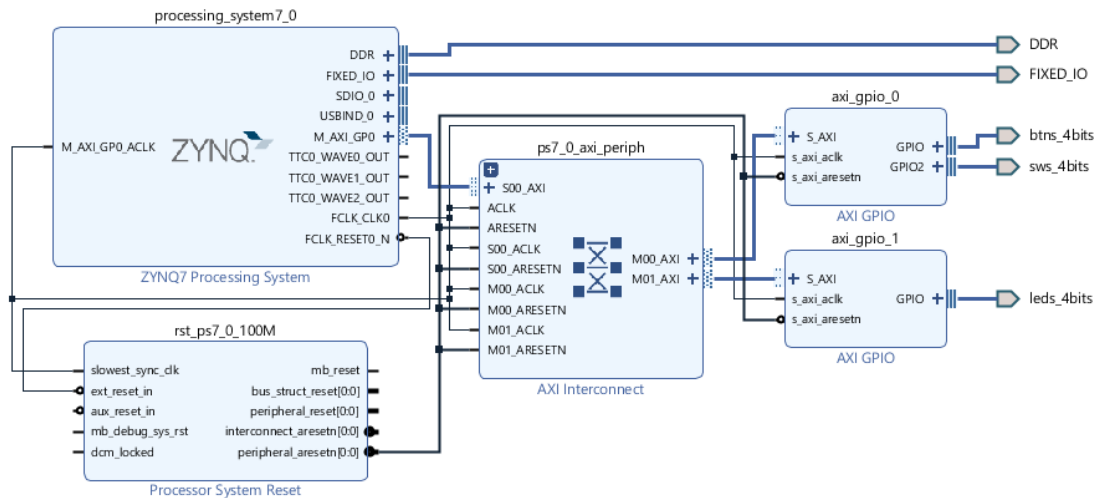 processing_system7_0
DDR
FIXED_IO
SDIO_0
USBIND_0
M_AXI_GP0
M_AXI_GP0_ACLK
ZYNQ
TTC0_WAVE0_OUT
TTC0_WAVE1_OUT
TTC0_WAVE2_OUT
FCLK_CLK0
FCLK_RESET0_N
ZYNQ7 Processing System
rst_ps7_0_100M
slowest_sync_clk
ext_reset_in
aux_reset_in
mb_debug_sys_rst
dcm_locked
mb_reset
bus_struct_reset[0:0]
peripheral_reset[0:0]
interconnect_aresetn[0:0]
peripheral_aresetn[0:0]
Processor System Reset
ps7_0_axi_periph
S00_AXI
ACLK
ARESETN
S00_ACLK
S00_ARESETN
M00_ACLK
M00_ARESETN
M01_ACLK
M01_ARESETN
M00_AXI
M01_AXI
AXI Interconnect
axi_gpio_0
S_AXI
s_axi_aclk
s_axi_aresetn
GPIO
GPIO2
AXI GPIO
axi_gpio_1
S_AXI
s_axi_aclk
s_axi_aresetn
GPIO
AXI GPIO
DDR
FIXED_IO
btns_4bits
sws_4bits
leds_4bits